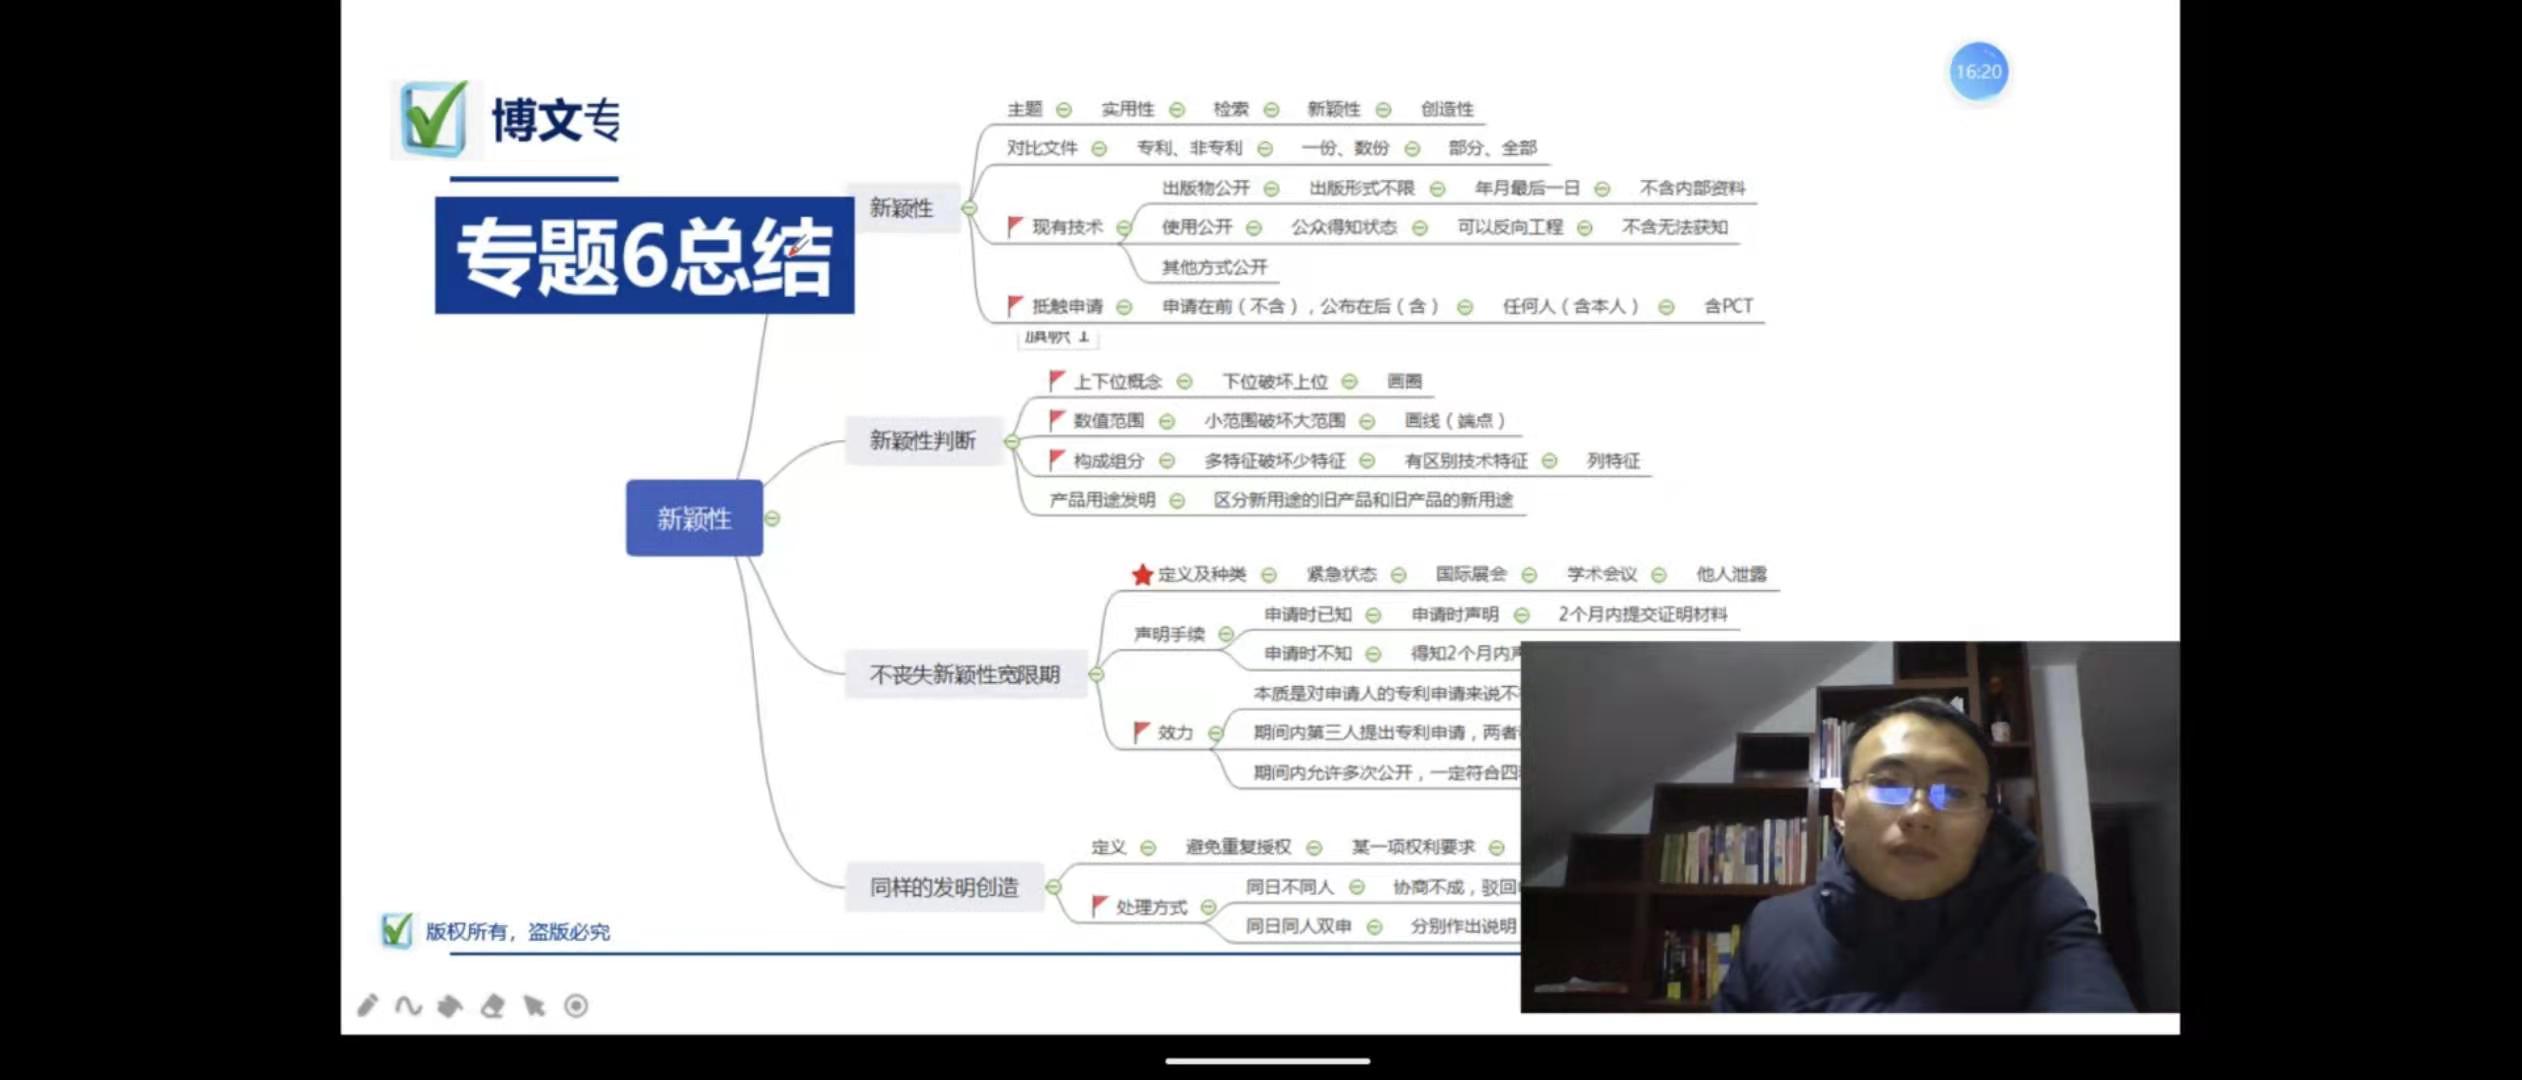 16:20
博文专
专题6总结
新颖性
新颖性
主题 实用性 检索 新颖性 创造性
对比文件 专利、非专利 一份、数份 部分、全部
现有技术
出版物公开 出版形式不限 年月最后一日 不含内部资料
使用公开 公众得知状态 可以反向工程 不含无法获知
其他方式公开
抵触申请 申请在前（不含），公布在后（含） 任何人（含本人） 含PCT
新颖性判断
上下位概念 下位破坏上位 画圈
数值范围 小范围破坏大范围 画线（端点）
构成组分 多特征破坏少特征 有区别技术特征 列特征
产品用途发明 区分新用途的旧产品和旧产品的新用途
不丧失新颖性宽限期
定义及种类 紧急状态 国际展会 学术会议 他人泄露
声明手续
申请时已知 申请时声明 2个月内提交证明材料
申请时不知 得知2个月内
效力
本质是对申请人的专利申请来说不
期间内第三人提出专利申请，两者
期间内允许多次公开，一定符合四
同样的发明创造
定义 避免重复授权 某一项权利要求
处理方式
同日不同人 协商不成，驳回
同日同人双申 分别作出说明
版权所有，盗版必究